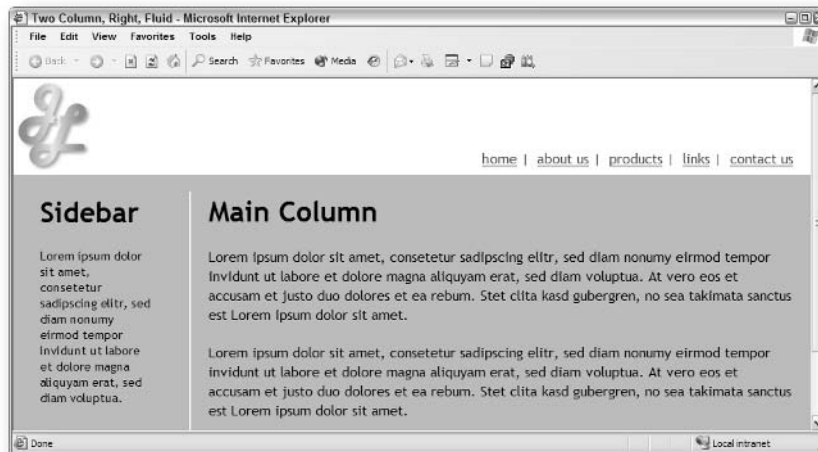 Two Column, Right, Fluid - Microsoft Internet Explorer
File Edit View Favorites Tools Help
Back Search Favorites Media
home | about us | products | links | contact us
Sidebar
Lorem ipsum dolor
sit amet,
consetetur
sadipscing elitr, sed
diam nonumy
eirmod tempor
invidunt ut labore
et dolore magna
aliquyam erat, sed
diam voluptua.
Main Column
Lorem ipsum dolor sit amet, consetetur sadipscing elitr, sed diam nonumy eirmod tempor
invidunt ut labore et dolore magna aliquyam erat, sed diam voluptua. At vero eos et
accusam et justo duo dolores et ea rebum. Stet clita kasd gubergren, no sea takimata sanctus
est Lorem ipsum dolor sit amet.
Lorem ipsum dolor sit amet, consetetur sadipscing elitr, sed diam nonumy eirmod tempor
invidunt ut labore et dolore magna aliquyam erat, sed diam voluptua. At vero eos et
accusam et justo duo dolores et ea rebum. Stet clita kasd gubergren, no sea takimata sanctus
est Lorem ipsum dolor sit amet.
Done
Local intranet